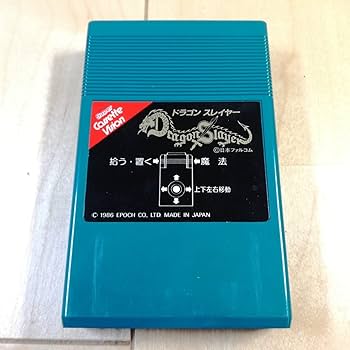 SUPER
Cassette
Vision
ドラゴン スレイヤー
Dragon Slayer
©日本ファルコム
拾う・置く
魔法
上下左右移動
© 1986 EPOCH CO., LTD. MADE IN JAPAN